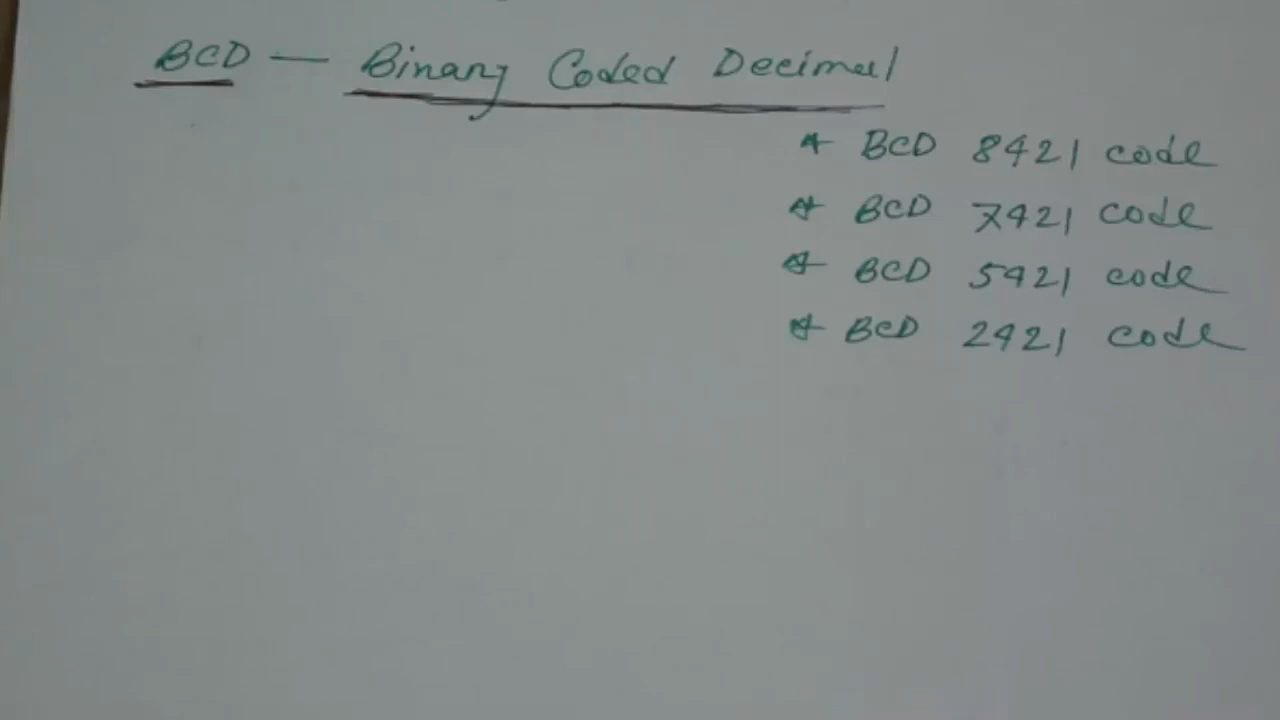 BCD — Binary Coded Decimal
* BCD 8421 code
* BCD 7421 code
* BCD 5421 code
* BCD 2421 code